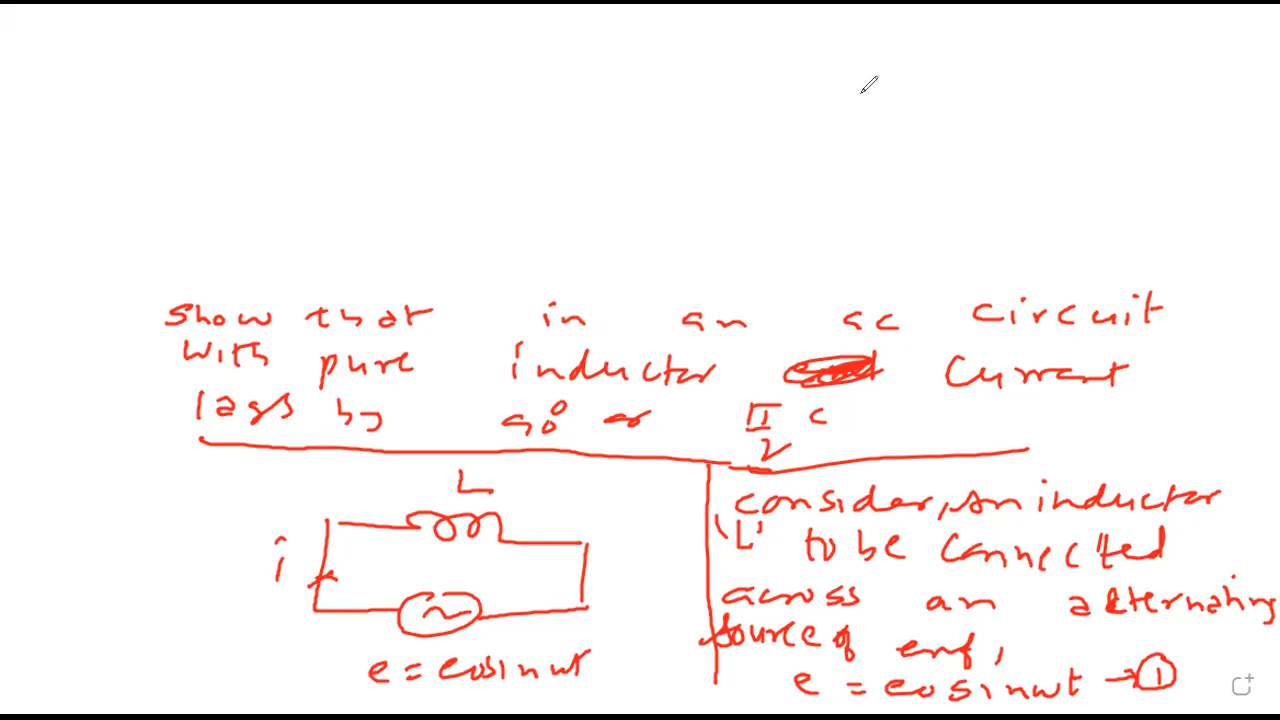 show that in an ac circuit
with pure inductor current
lags by 90° or π/2 c
L
i
e = e0 sin wt
consider, an inductor
'L' to be connected
across an alternating
source of emf,
e = e0 sin wt → ①